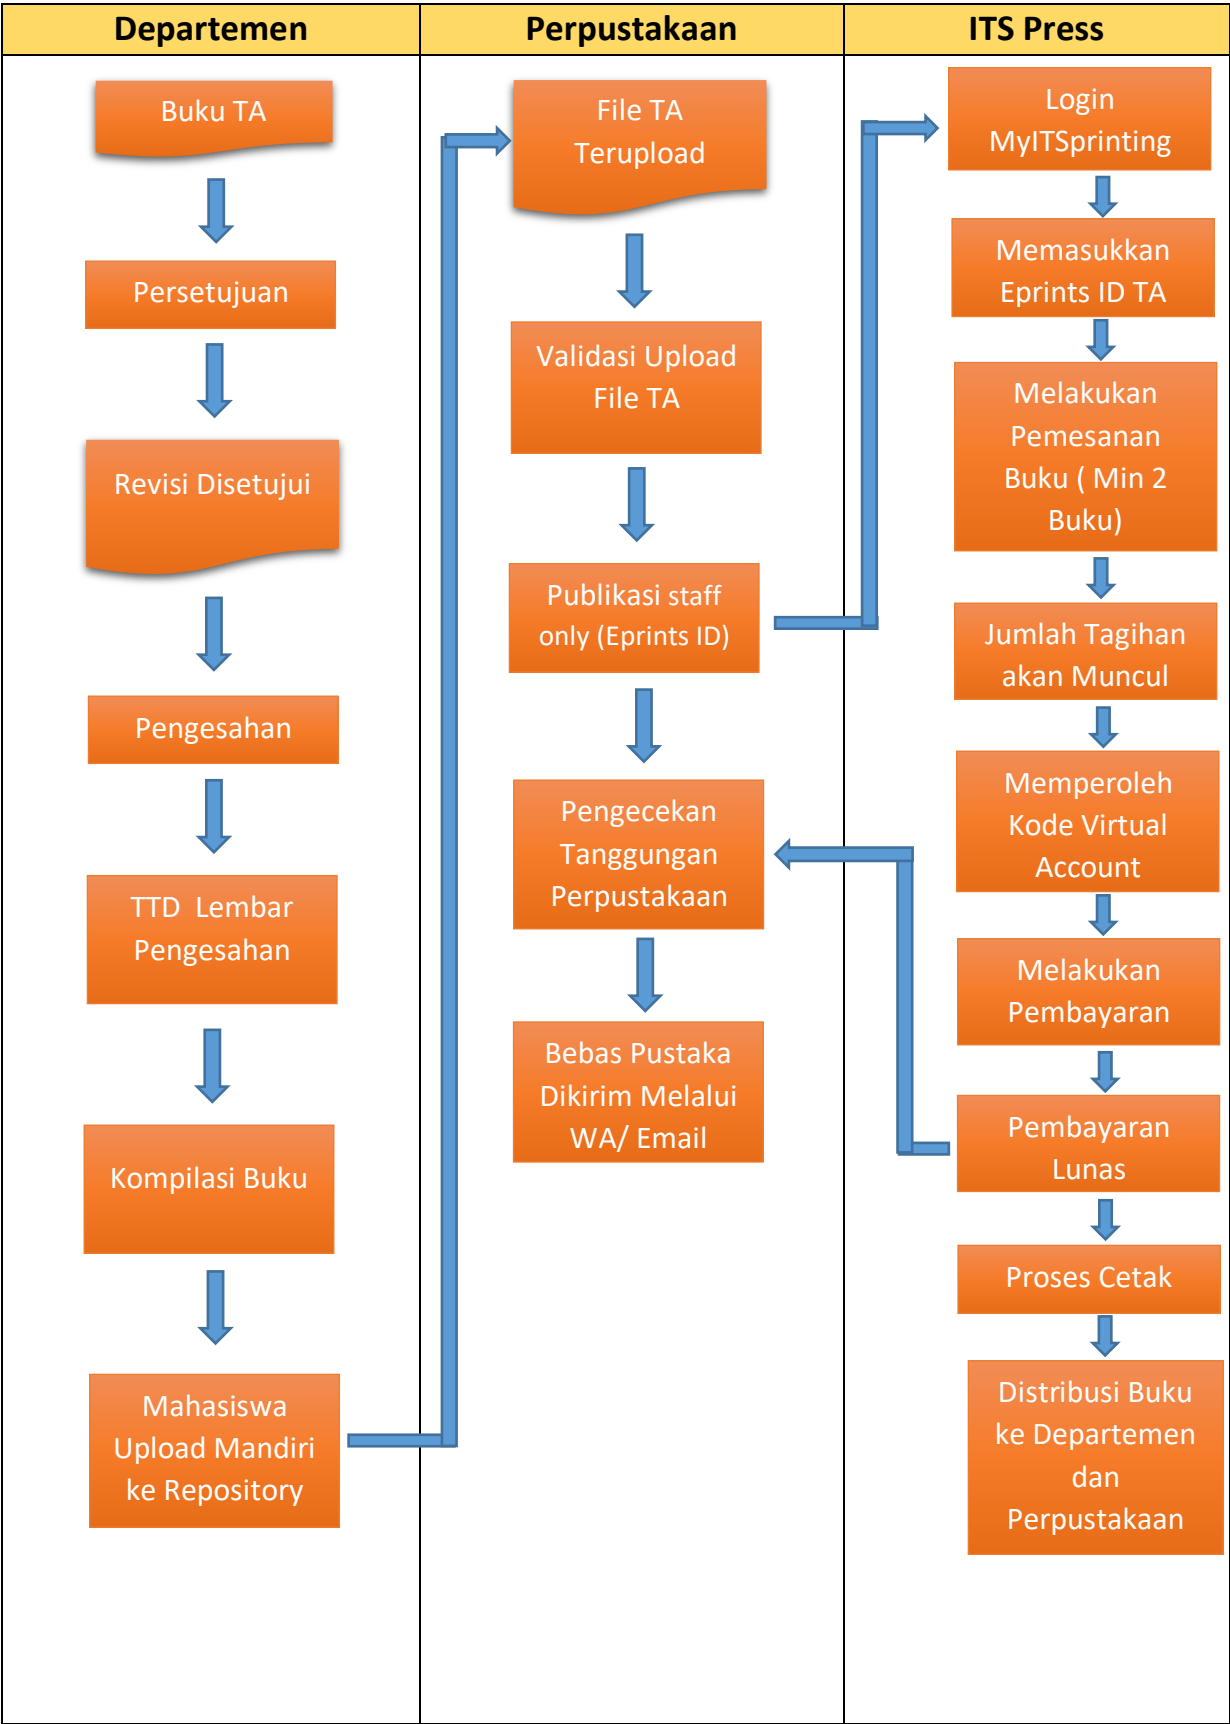 Departemen
Perpustakaan
ITS Press
Buku TA
Persetujuan
Revisi Disetujui
Pengesahan
TTD  Lembar
Pengesahan
Kompilasi Buku
Mahasiswa
Upload Mandiri
ke Repository
File TA
Terupload
Validasi Upload
File TA
Publikasi staff
only (Eprints ID)
Pengecekan
Tanggungan
Perpustakaan
Bebas Pustaka
Dikirim Melalui
WA/ Email
Login
MyITSprinting
Memasukkan
Eprints ID TA
Melakukan
Pemesanan
Buku ( Min 2
Buku)
Jumlah Tagihan
akan Muncul
Memperoleh
Kode Virtual
Account
Melakukan
Pembayaran
Pembayaran
Lunas
Proses Cetak
Distribusi Buku
ke Departemen
dan
Perpustakaan